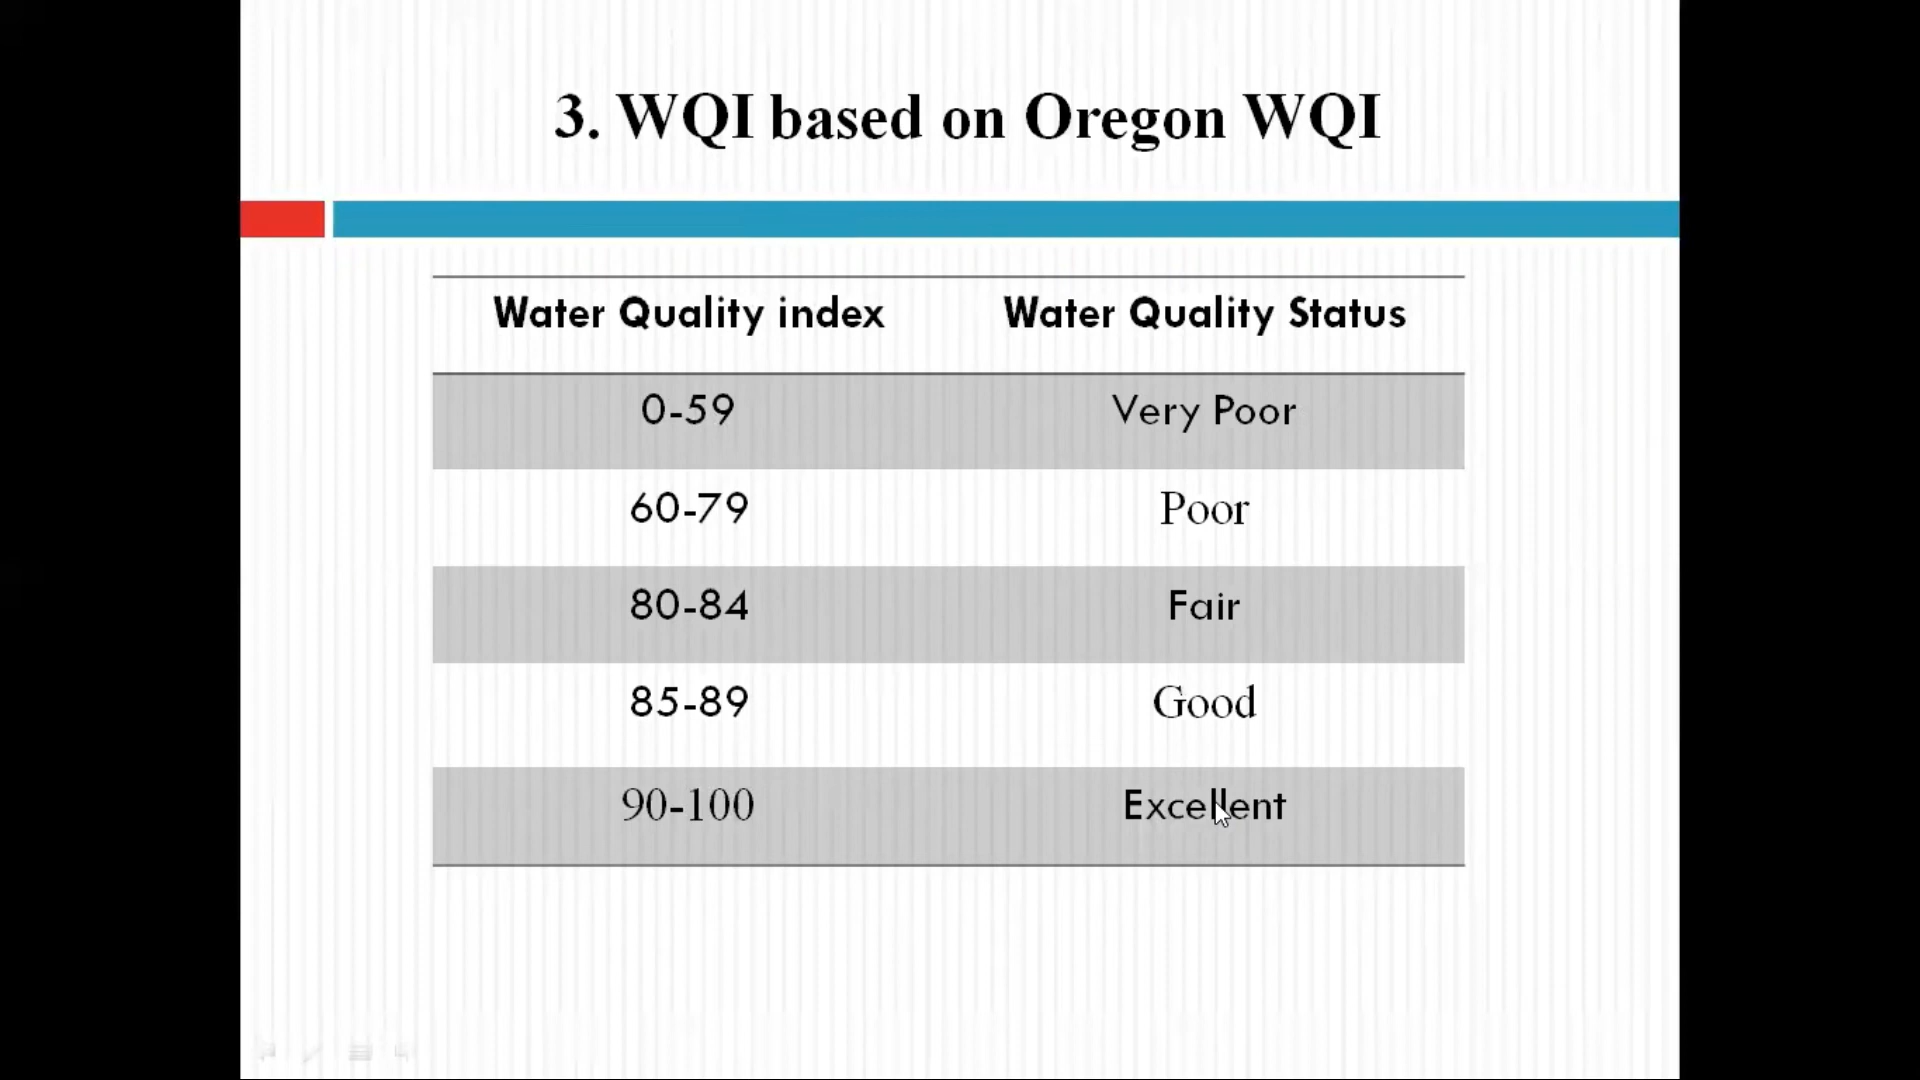 3. WQI based on Oregon WQI
Water Quality index Water Quality Status
0-59 Very Poor
60-79 Poor
80-84 Fair
85-89 Good
90-100 Excellent